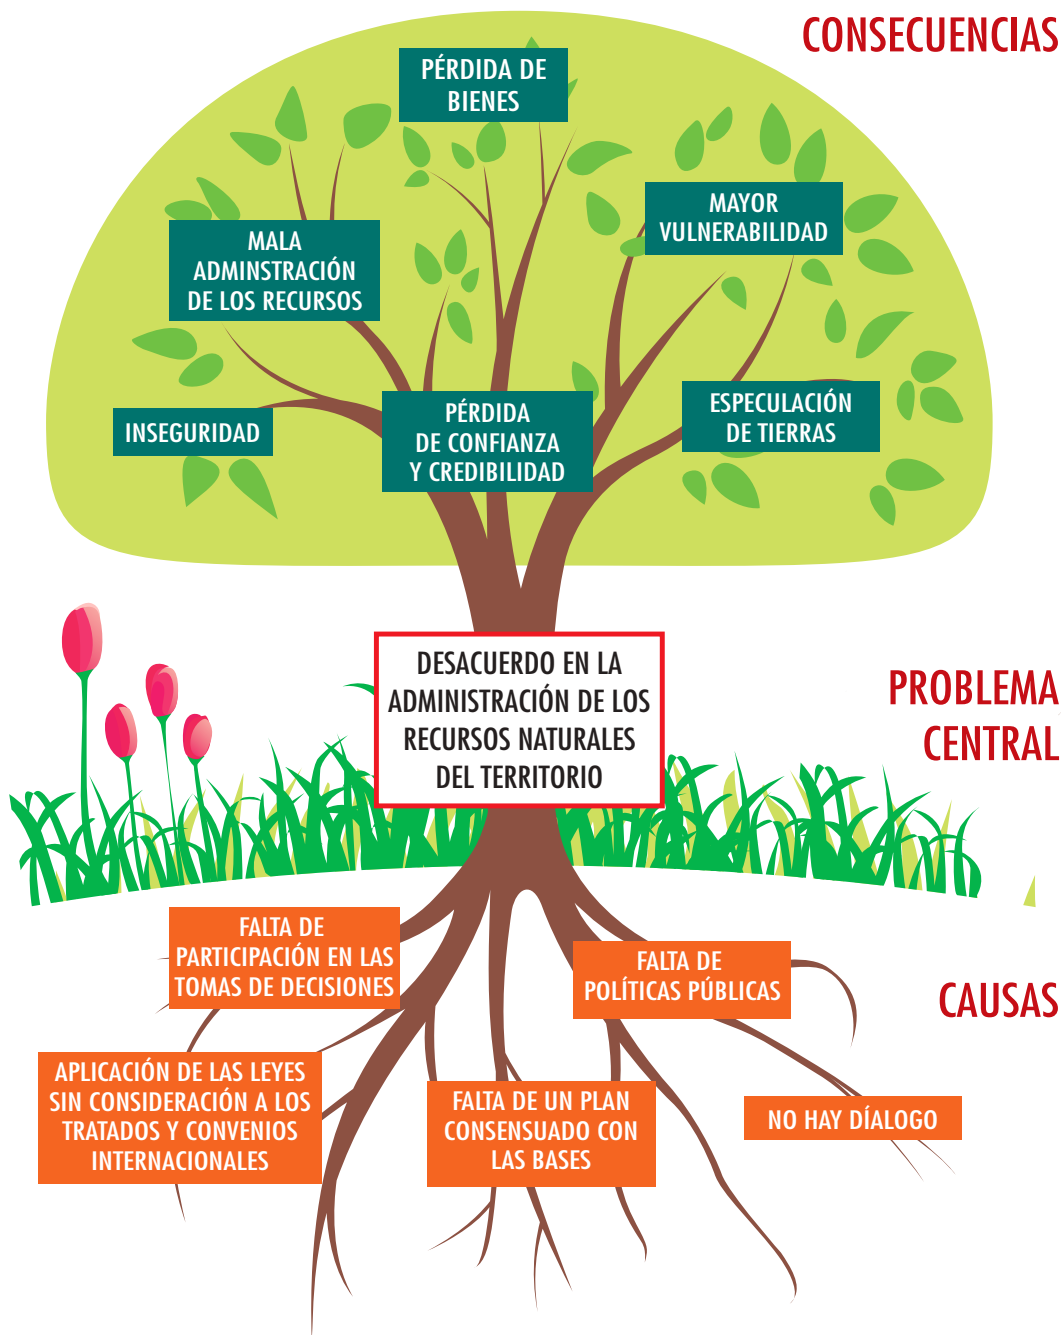 CONSECUENCIAS
PÉRDIDA DE
BIENES
MAYOR
VULNERABILIDAD
MALA
ADMINSTRACIÓN
DE LOS RECURSOS
ESPECULACIÓN
DE TIERRAS
PÉRDIDA
DE CONFIANZA
Y CREDIBILIDAD
INSEGURIDAD
DESACUERDO EN LA
ADMINISTRACIÓN DE LOS
RECURSOS NATURALES
DEL TERRITORIO
PROBLEMA
CENTRAL
FALTA DE
PARTICIPACIÓN EN LAS
TOMAS DE DECISIONES
FALTA DE
POLÍTICAS PÚBLICAS
CAUSAS
APLICACIÓN DE LAS LEYES
SIN CONSIDERACIÓN A LOS
TRATADOS Y CONVENIOS
INTERNACIONALES
FALTA DE UN PLAN
CONSENSUADO CON
LAS BASES
NO HAY DÍALOGO